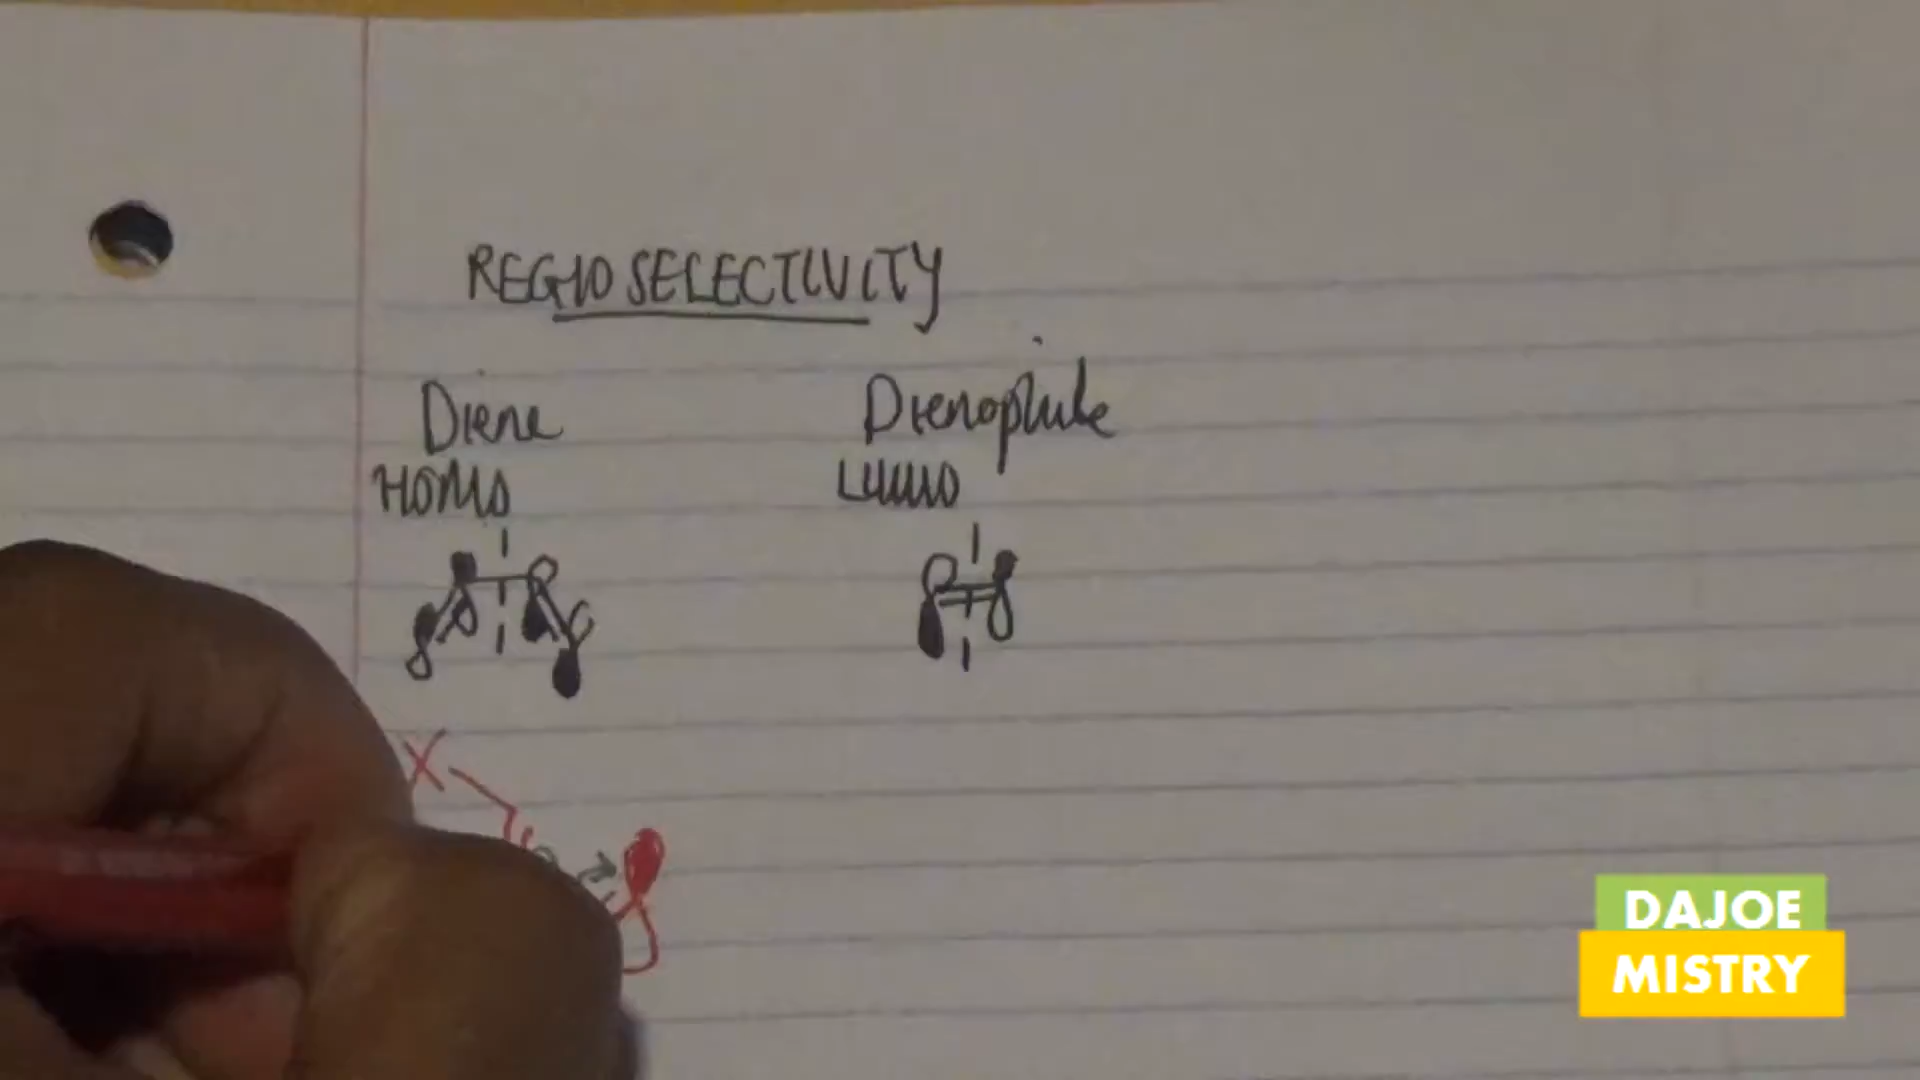 REGIOSELECTIVITY
Diene Dienophile
HOMO LUMO
X
DAJOE
MISTRY